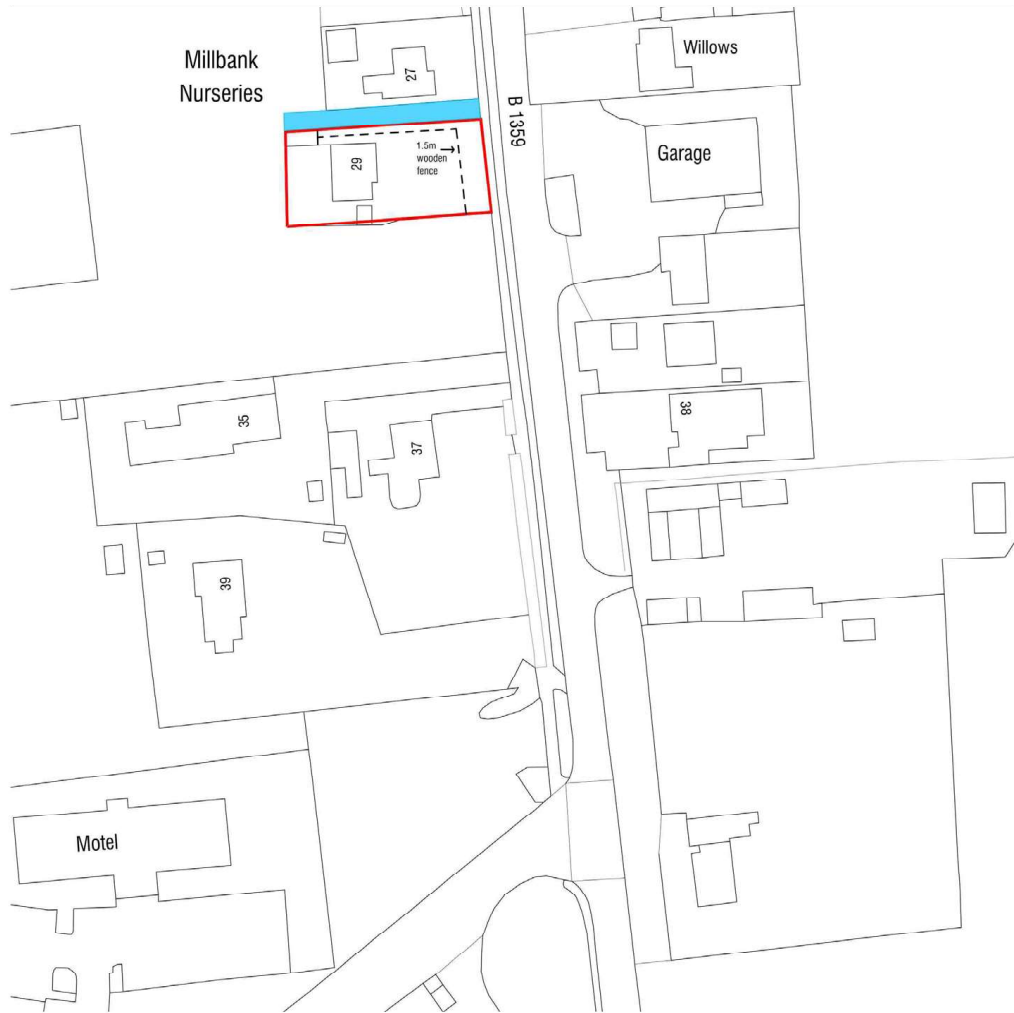 Millbank
Nurseries
27
Willows
B 1359
Garage
1.5m
wooden
fence
29
35
37
38
39
Motel